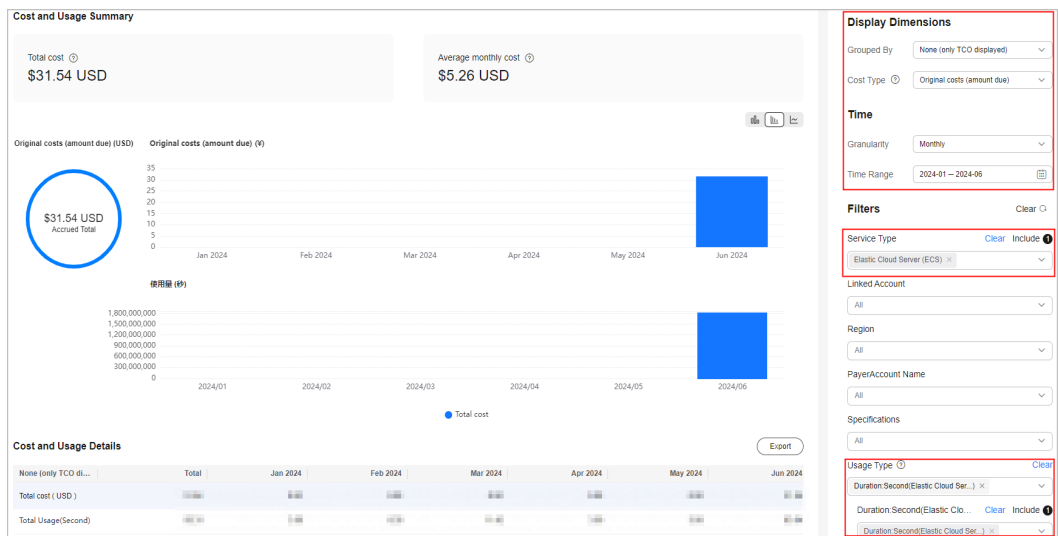 Cost and Usage Summary
Total cost
$31.54 USD
Average monthly cost
$5.26 USD
Original costs (amount due) (USD)
Original costs (amount due) (¥)
35
30
25
20
15
10
5
0
$31.54 USD
Accrued Total
Jan 2024 Feb 2024 Mar 2024 Apr 2024 May 2024 Jun 2024
使用量 (秒)
1,800,000,000
1,500,000,000
1,200,000,000
900,000,000
600,000,000
300,000,000
0
2024/01 2024/02 2024/03 2024/04 2024/05 2024/06
Total cost
Cost and Usage Details
Export
None (only TCO di... Total Jan 2024 Feb 2024 Mar 2024 Apr 2024 May 2024 Jun 2024
Total cost ( USD )
Total Usage(Second)
Display Dimensions
Grouped By None (only TCO displayed)
Cost Type Original costs (amount due)
Time
Granularity Monthly
Time Range 2024-01 — 2024-06
Filters Clear
Service Type Clear Include 1
Elastic Cloud Server (ECS) ×
Linked Account
All
Region
All
PayerAccount Name
All
Specifications
All
Usage Type Clear
Duration:Second(Elastic Cloud Ser...) ×
Duration:Second(Elastic Clo... Clear Include 1
Duration:Second(Elastic Cloud Ser...) ×